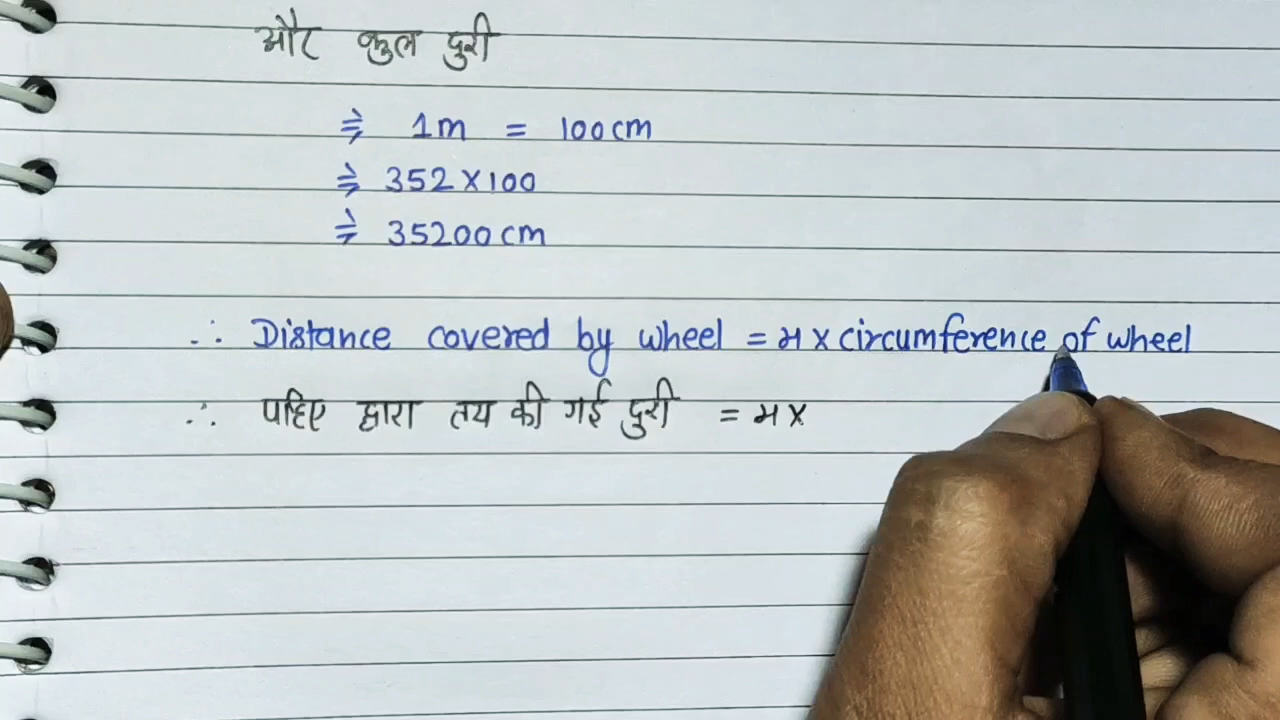 और कुल दुरी
⇒ 1m = 100cm
⇒ 352 × 100
⇒ 35200 cm
∴ Distance covered by wheel = n × circumference of wheel
∴ पहिए द्वारा तय की गई दुरी = n ×